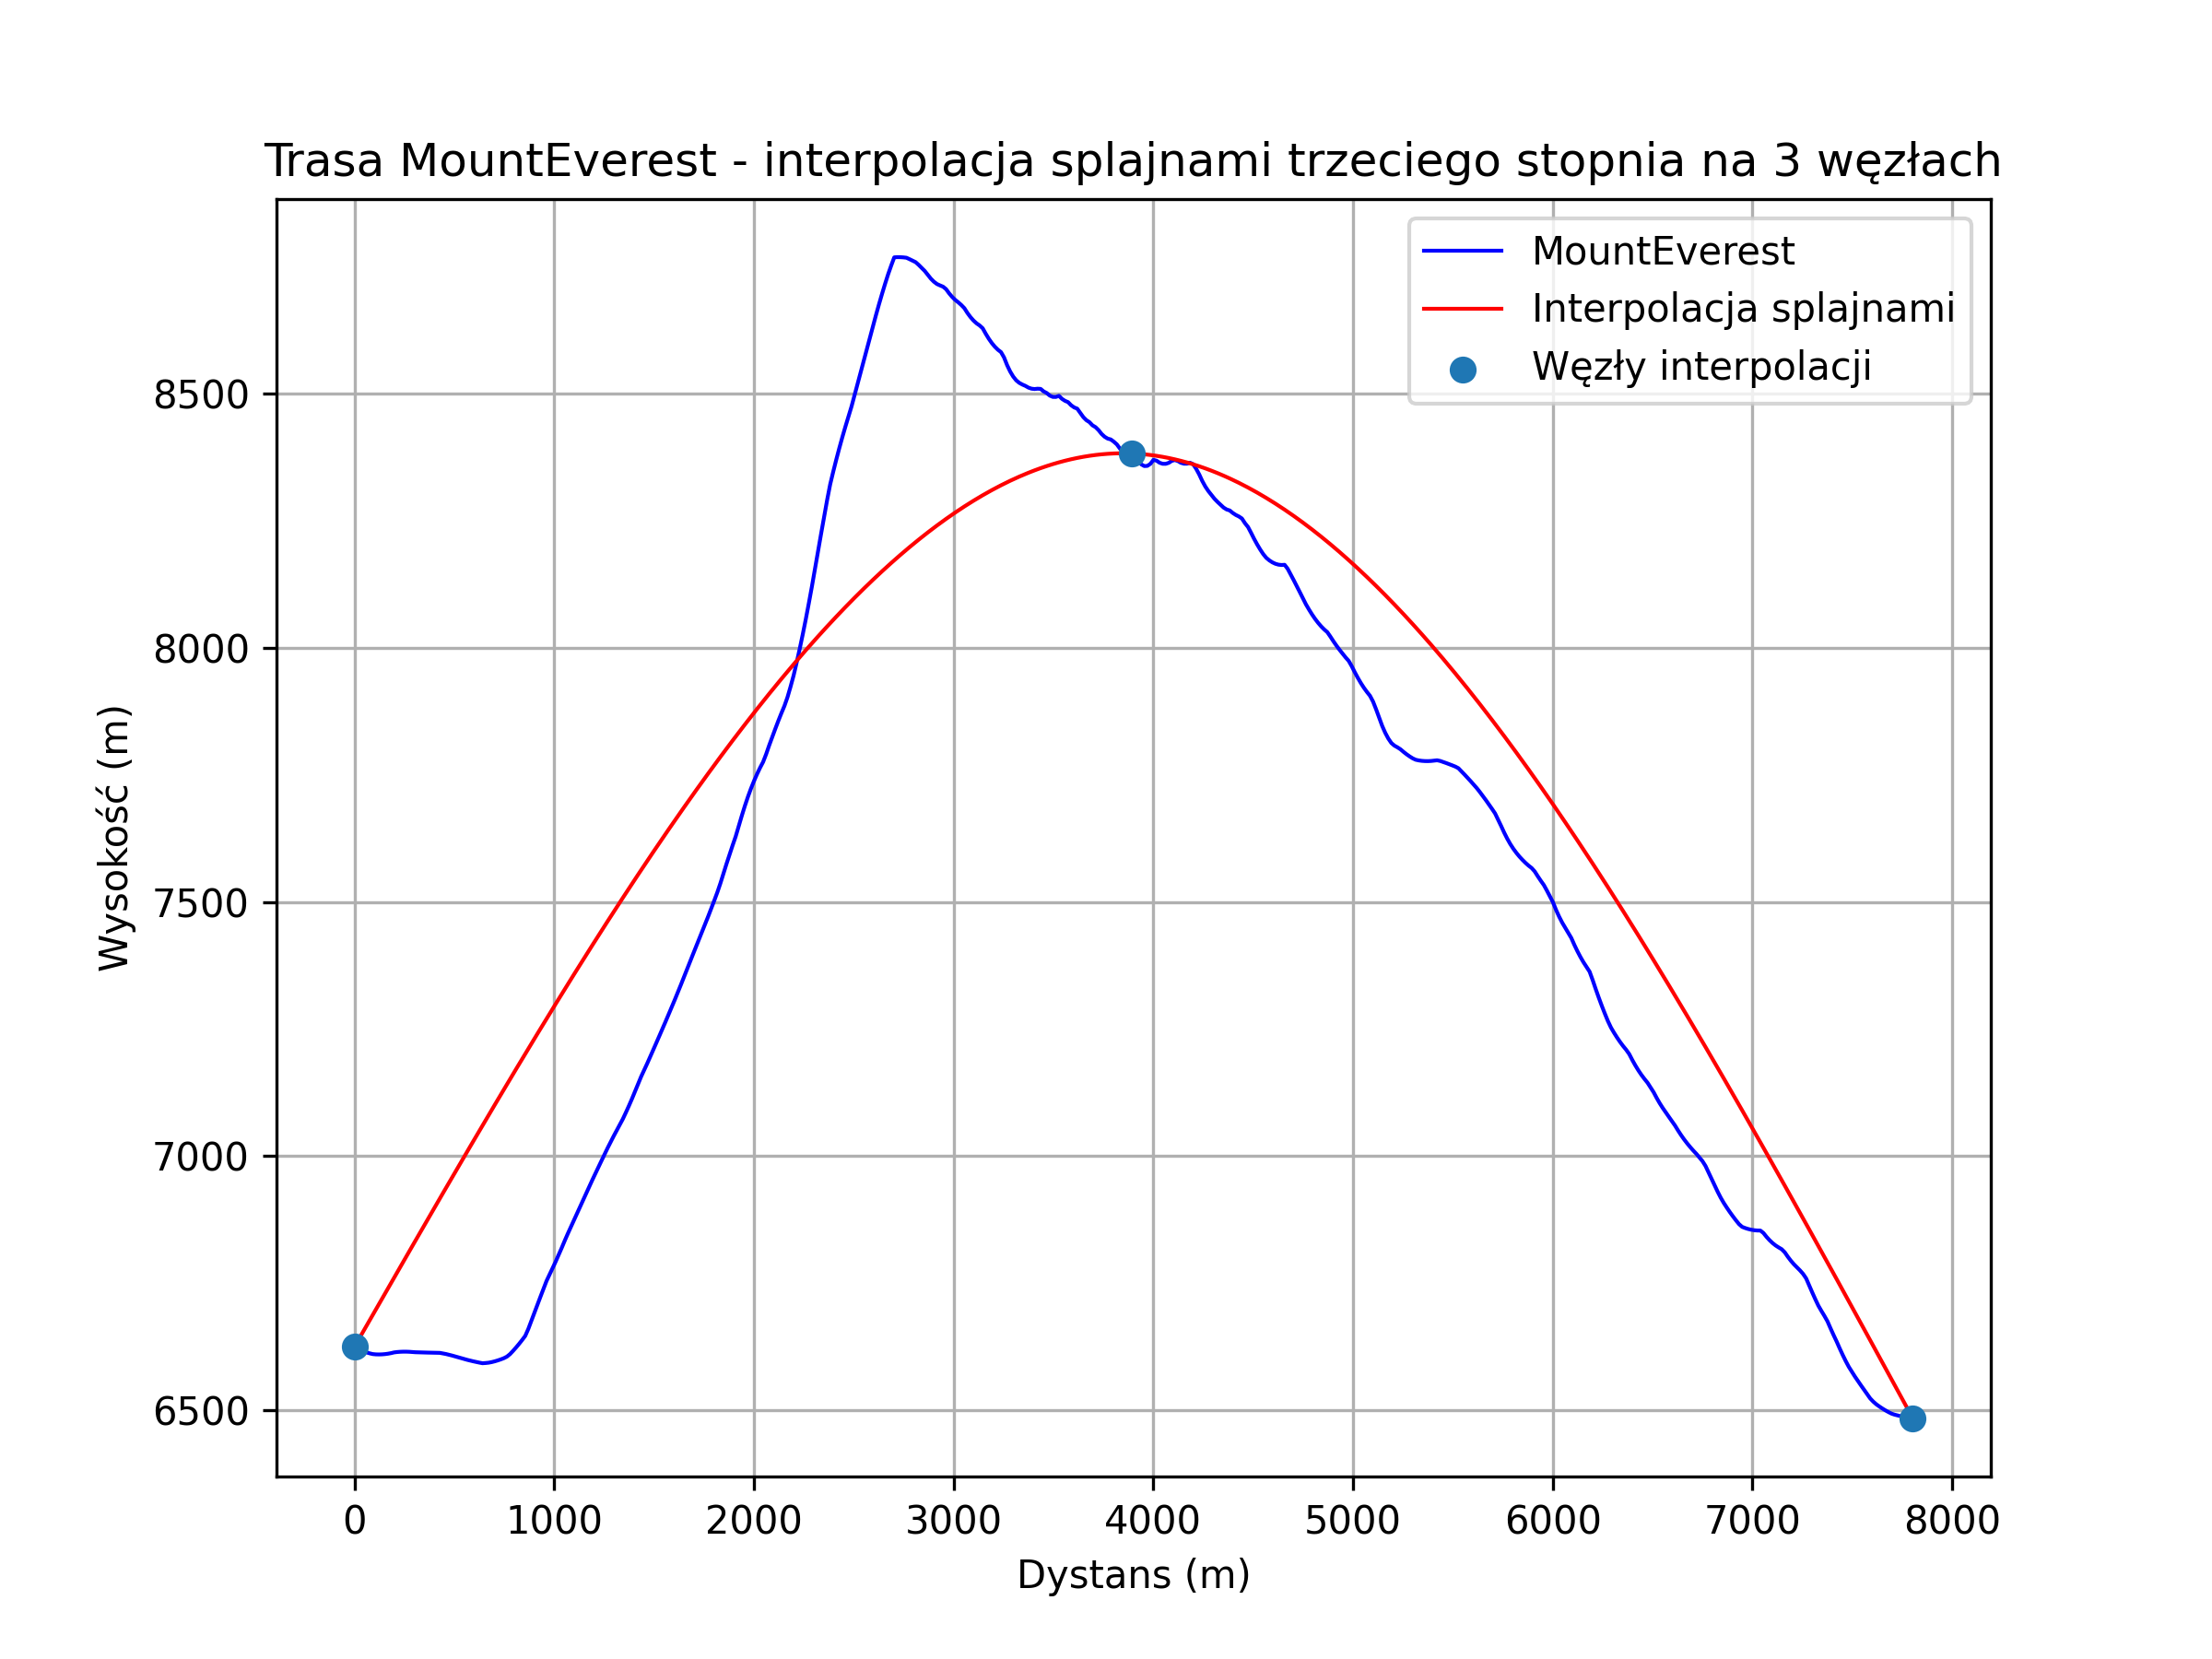 Trasa MountEverest - interpolacja splajnami trzeciego stopnia na 3 węzłach
MountEverest
Interpolacja splajnami
Węzły interpolacji
8500
8000
7500
7000
6500
Wysokość (m)
0 1000 2000 3000 4000 5000 6000 7000 8000
Dystans (m)